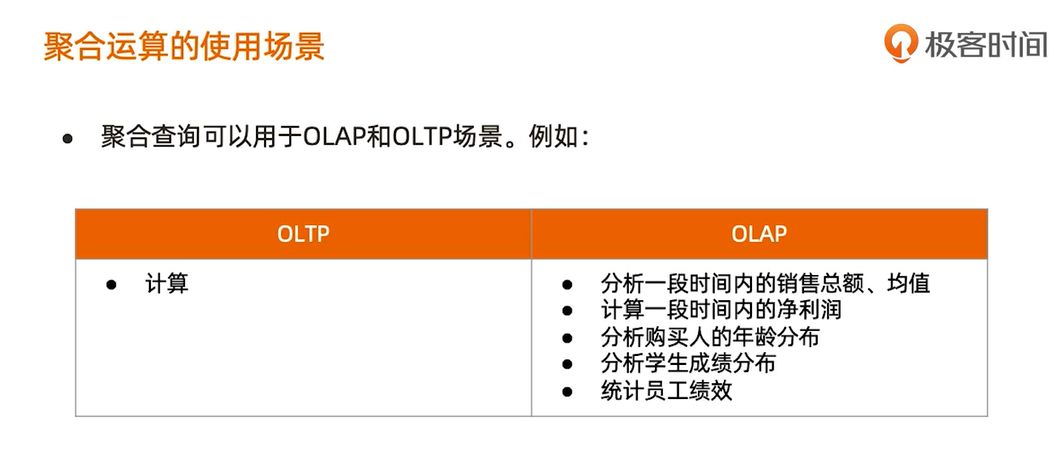 聚合运算的使用场景
极客时间
● 聚合查询可以用于OLAP和OLTP场景。例如：
OLTP
OLAP
● 计算
● 分析一段时间内的销售总额、均值
● 计算一段时间内的净利润
● 分析购买人的年龄分布
● 分析学生成绩分布
● 统计员工绩效